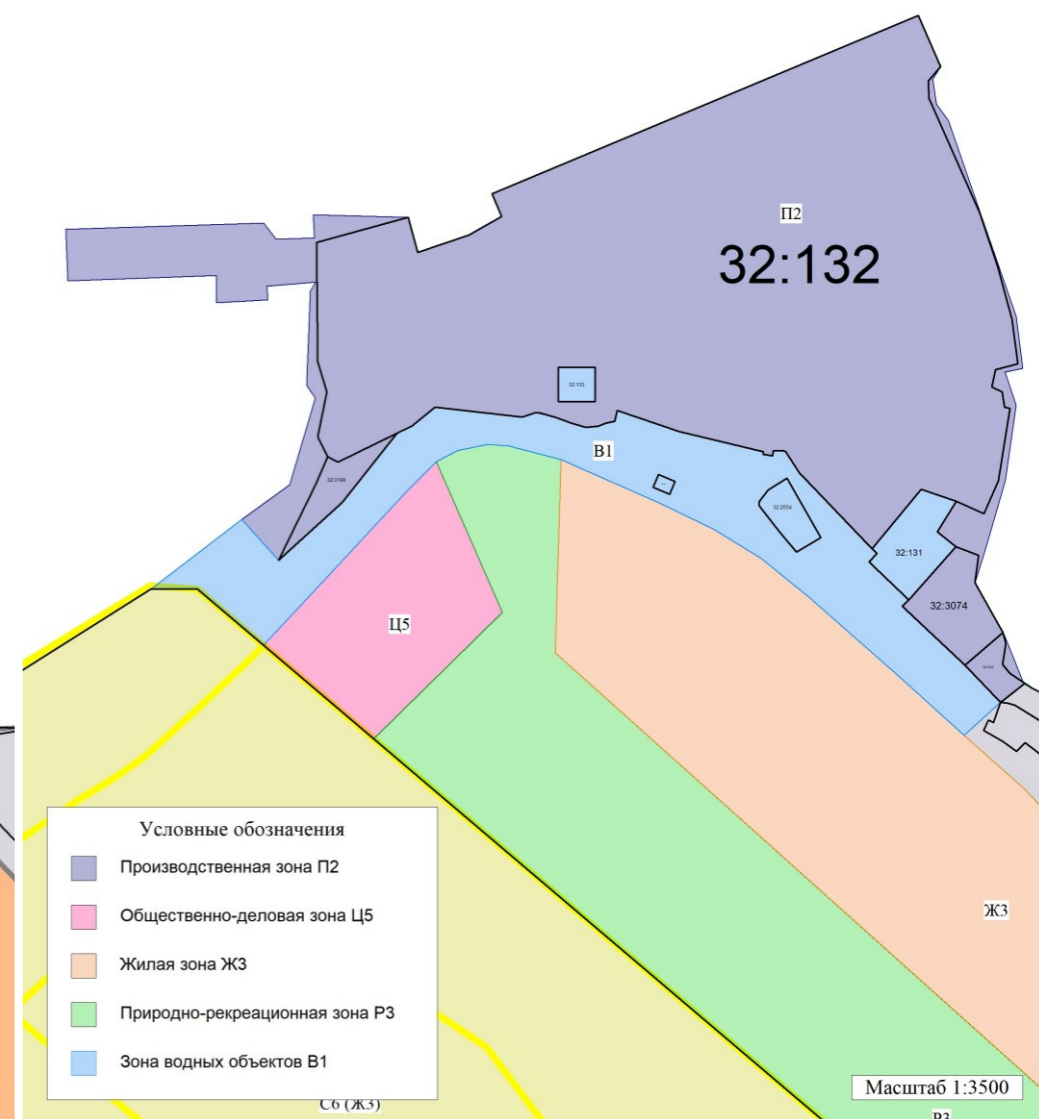 П2
32:132
32:133
В1
32:3198
32:2554
32:131
32:3074
Ц5
Ж3
Условные обозначения
Производственная зона П2
Общественно-деловая зона Ц5
Жилая зона Ж3
Природно-рекреационная зона Р3
Зона водных объектов В1
С6 (Ж3)
Масштаб 1:3500
Р3